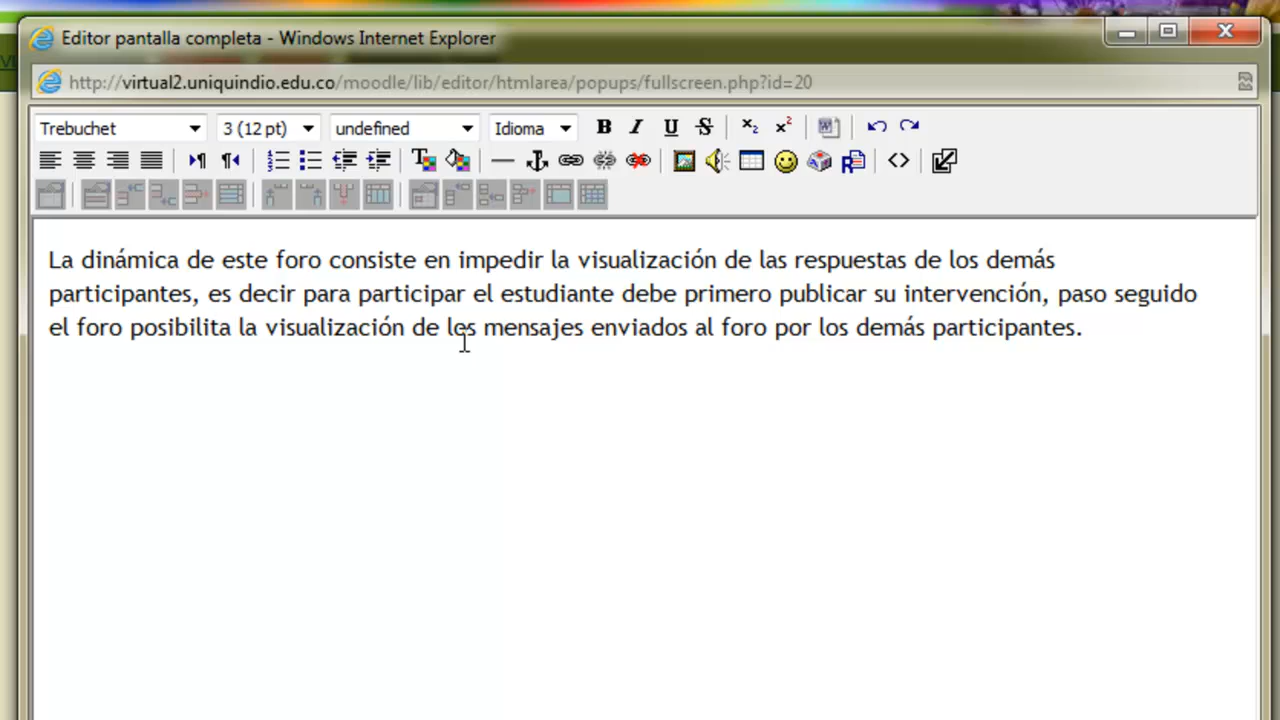 Editor pantalla completa - Windows Internet Explorer
http://virtual2.uniquindio.edu.co/moodle/lib/editor/htmlarea/popups/fullscreen.php?id=20
Trebuchet 3 (12 pt) undefined Idioma B I U S x₂ x²
La dinámica de este foro consiste en impedir la visualización de las respuestas de los demás
participantes, es decir para participar el estudiante debe primero publicar su intervención, paso seguido
el foro posibilita la visualización de los mensajes enviados al foro por los demás participantes.